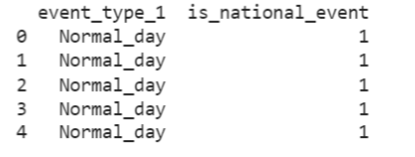 event_type_1 is_national_event
0 Normal_day 1
1 Normal_day 1
2 Normal_day 1
3 Normal_day 1
4 Normal_day 1